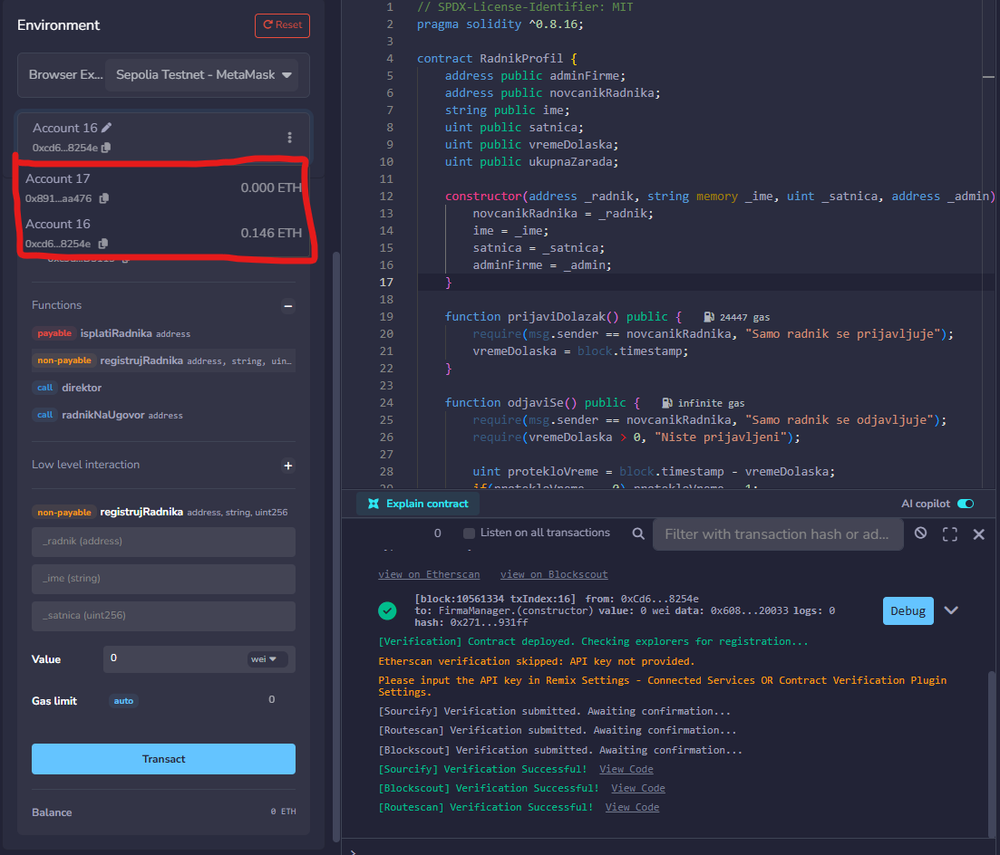 Environment
Reset
Browser Ex...
Sepolia Testnet - MetaMask
Account 16
0xcd6...8254e
Account 17
0.000 ETH
0x891...aa476
Account 16
0.146 ETH
0xcd6...8254e
Functions
payable isplatiRadnika address
non-payable registrujRadnika address, string, uin...
call direktor
call radnikNaUgovor address
Low level interaction
non-payable registrujRadnika address, string, uint256
_radnik (address)
_ime (string)
_satnica (uint256)
Value 0 wei
Gas limit auto 0
Transact
Balance 0 ETH
1 // SPDX-License-Identifier: MIT
2 pragma solidity ^0.8.16;
3
4 contract RadnikProfil {
5 address public adminFirme;
6 address public novcanikRadnika;
7 string public ime;
8 uint public satnica;
9 uint public vremeDolaska;
10 uint public ukupnaZarada;
11
12 constructor(address _radnik, string memory _ime, uint _satnica, address _admin)
13 novcanikRadnika = _radnik;
14 ime = _ime;
15 satnica = _satnica;
16 adminFirme = _admin;
17 }
18
19 function prijaviDolazak() public { 24447 gas
20 require(msg.sender == novcanikRadnika, "Samo radnik se prijavljuje");
21 vremeDolaska = block.timestamp;
22 }
23
24 function odjaviSe() public { infinite gas
25 require(msg.sender == novcanikRadnika, "Samo radnik se odjavljuje");
26 require(vremeDolaska > 0, "Niste prijavljeni");
27
28 uint protekloVreme = block.timestamp - vremeDolaska;
Explain contract
AI copilot
0 Listen on all transactions
Filter with transaction hash or ad...
view on Etherscan view on Blockscout
[block:10561334 txIndex:16] from: 0xCd6...8254e
to: FirmaManager.(constructor) value: 0 wei data: 0x608...20033 logs: 0
hash: 0x271...931ff
Debug
[Verification] Contract deployed. Checking explorers for registration...
Etherscan verification skipped: API key not provided.
Please input the API key in Remix Settings - Connected Services OR Contract Verification Plugin
Settings.
[Sourcify] Verification submitted. Awaiting confirmation...
[Routescan] Verification submitted. Awaiting confirmation...
[Blockscout] Verification submitted. Awaiting confirmation...
[Sourcify] Verification Successful! View Code
[Blockscout] Verification Successful! View Code
[Routescan] Verification Successful! View Code
>